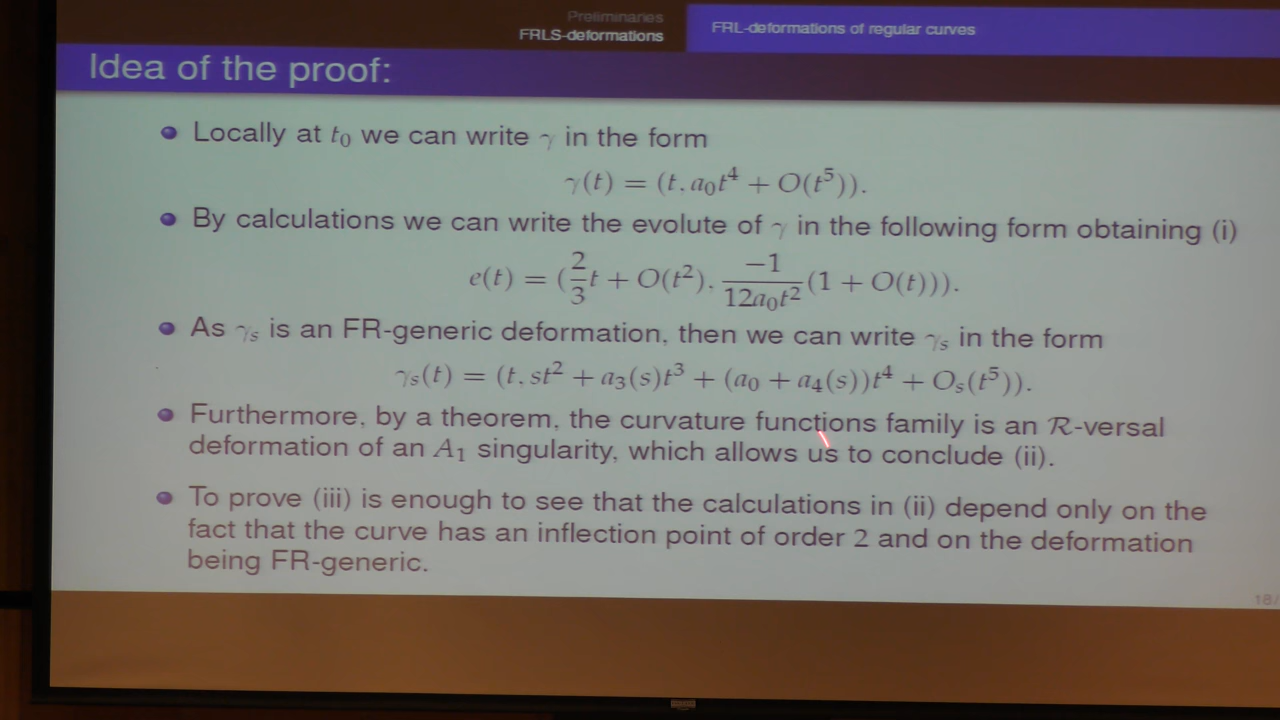 Preliminaries
FRLS-deformations
FRL-deformations of regular curves
Idea of the proof:
Locally at t₀ we can write γ in the form
γ(t) = (t, a₀t⁴ + O(t⁵)).
By calculations we can write the evolute of γ in the following form obtaining (i)
e(t) = (2/3 t + O(t²), −1/(12a₀t²) (1 + O(t))).
As γₛ is an FR-generic deformation, then we can write γₛ in the form
γₛ(t) = (t, st² + a₃(s)t³ + (a₀ + a₄(s))t⁴ + Oₛ(t⁵)).
Furthermore, by a theorem, the curvature functions family is an R-versal
deformation of an A₁ singularity, which allows us to conclude (ii).
To prove (iii) is enough to see that the calculations in (ii) depend only on the
fact that the curve has an inflection point of order 2 and on the deformation
being FR-generic.
18/